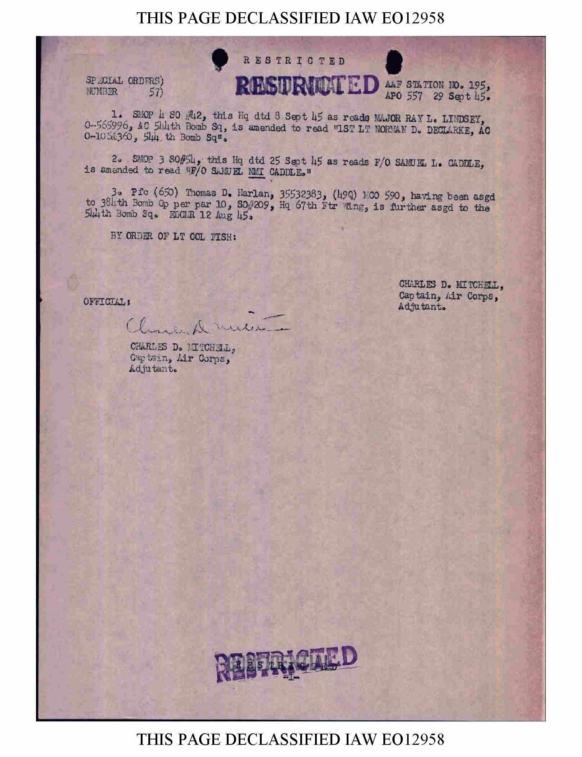 THIS PAGE DECLASSIFIED IAW EO12958
RESTRICTED
SPECIAL ORDERS)
NUMBER 57)
RESTRICTED
AAF STATION NO. 195,
APO 557 29 Sept 45.
1. SMOP 4 SO #42, this Hq dtd 8 Sept 45 as reads MAJOR RAY L. LINDSEY,
O-565996, AC 544th Bomb Sq, is amended to read "1ST LT NORMAN D. DECLARKE, AC
544 th Bomb Sq".
2. SMOP 3 SO#54, this Hq dtd 25 Sept 45 as reads F/O SAMUEL L. CADDLE,
is amended to read "F/O SAMUEL NMI CADDLE."
3. Pfc (650) Thomas D. Harlan, 35532383, (49Q) MCO 590, having been asgd
to 384th Bomb Gp per par 10, SO#209, Hq 67th Ftr Wing, is further asgd to the
544th Bomb Sq. EDCMR 12 Aug 45.
BY ORDER OF LT COL FISH:
CHARLES D. MITCHELL,
Captain, Air Corps,
Adjutant.
OFFICIAL:
CHARLES D. MITCHELL,
Captain, Air Corps,
Adjutant.
RESTRICTED
RESTRICTED
-1-
THIS PAGE DECLASSIFIED IAW EO12958